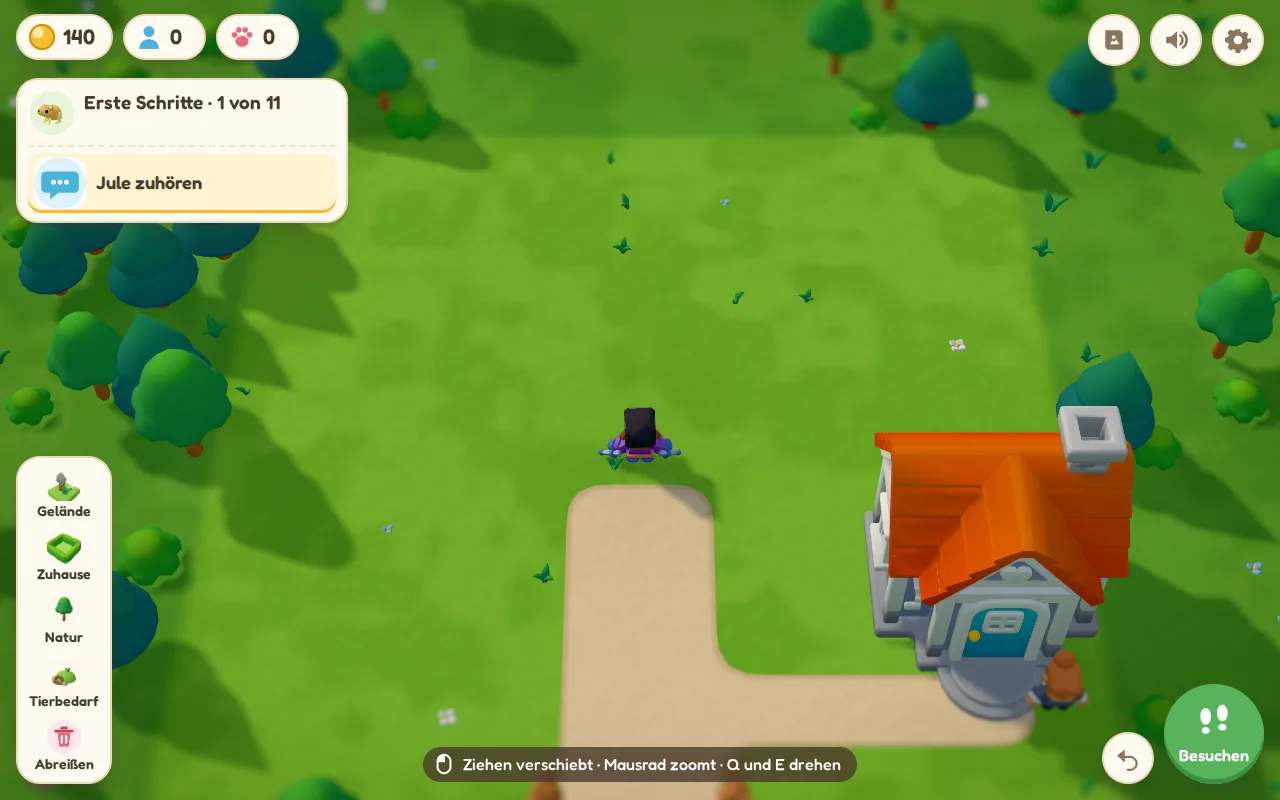 140
0
0
Erste Schritte · 1 von 11
Jule zuhören
Gelände
Zuhause
Natur
Tierbedarf
Abreißen
Besuchen
Ziehen verschiebt · Mausrad zoomt · Q und E drehen